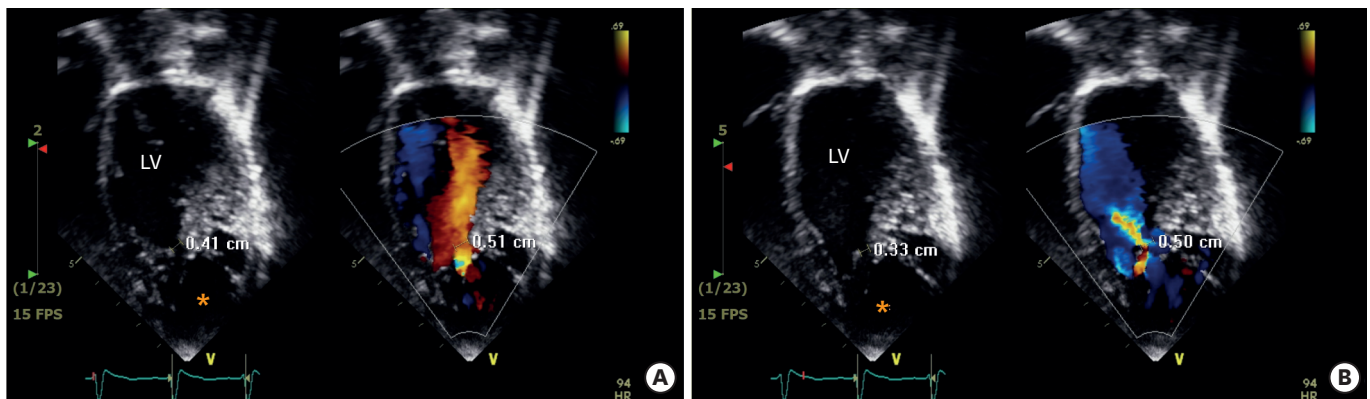 .69
-.69
2
LV
0.41 cm
0.51 cm
5
(1/23)
15 FPS
*
V
V
94
HR
A
.69
-.69
5
LV
0.33 cm
0.50 cm
5
(1/23)
15 FPS
*
V
V
94
HR
B